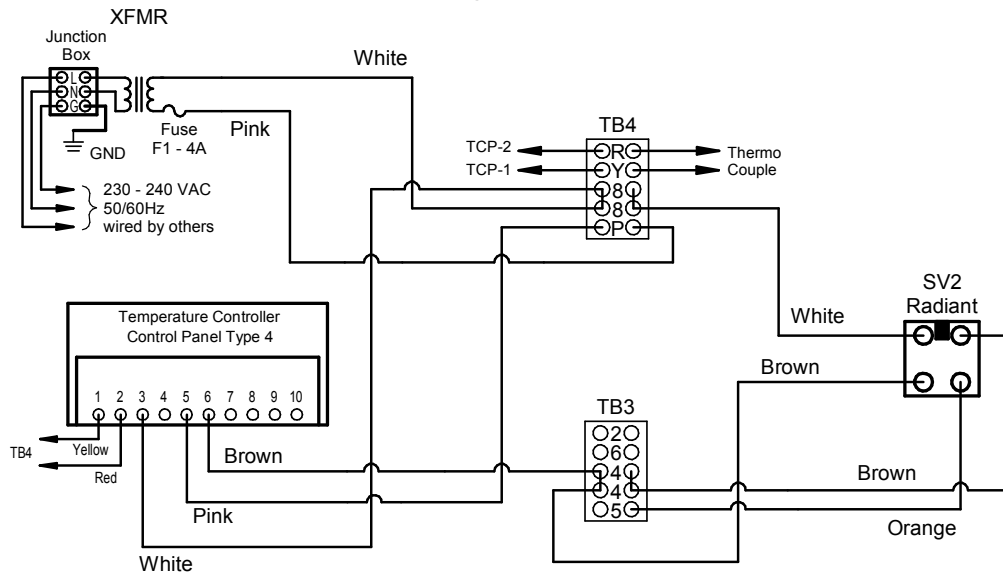 XFMR
Junction
Box
L
N
G
GND
Fuse
F1 - 4A
White
Pink
230 - 240 VAC
50/60Hz
wired by others
TB4
TCP-2
R
Thermo
TCP-1
Y
Couple
8
8
P
SV2
Radiant
White
Brown
Temperature Controller
Control Panel Type 4
1 2 3 4 5 6 7 8 9 10
TB4
Yellow
Red
Brown
Pink
White
TB3
2
6
4
4
5
Brown
Orange